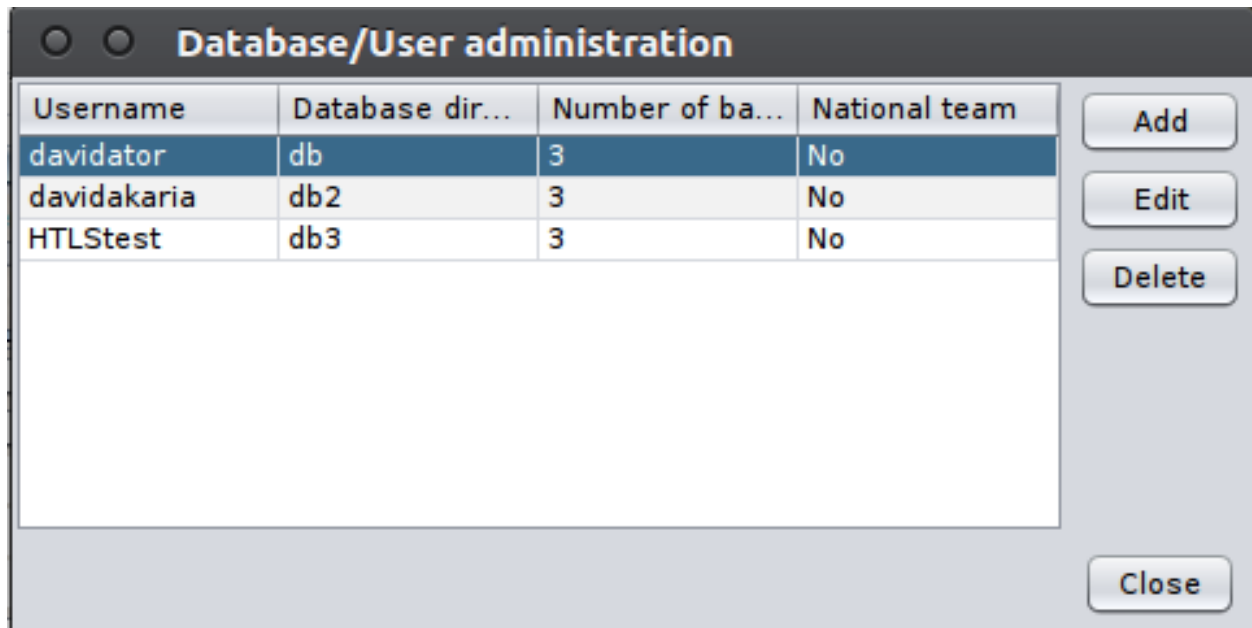 Database/User administration
Username Database dir... Number of ba... National team
davidator db 3 No
davidakaria db2 3 No
HTLStest db3 3 No
Add
Edit
Delete
Close